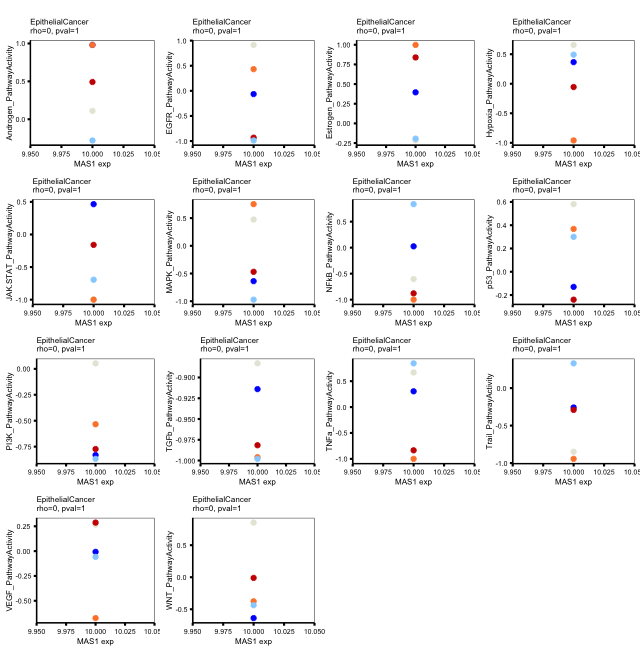 EpithelialCancer
rho=0, pval=1
Androgen_PathwayActivity
1.0
0.5
0.0
9.950 9.975 10.000 10.025 10.05
MAS1 exp
EpithelialCancer
rho=0, pval=1
EGFR_PathwayActivity
1.0
0.5
0.0
-0.5
-1.0
9.950 9.975 10.000 10.025 10.05
MAS1 exp
EpithelialCancer
rho=0, pval=1
Estrogen_PathwayActivity
1.00
0.75
0.50
0.25
0.00
-0.25
9.950 9.975 10.000 10.025 10.05
MAS1 exp
EpithelialCancer
rho=0, pval=1
Hypoxia_PathwayActivity
0.5
0.0
-0.5
-1.0
9.950 9.975 10.000 10.025 10.05
MAS1 exp
EpithelialCancer
rho=0, pval=1
JAK.STAT_PathwayActivity
0.5
0.0
-0.5
-1.0
9.950 9.975 10.000 10.025 10.05
MAS1 exp
EpithelialCancer
rho=0, pval=1
MAPK_PathwayActivity
0.5
0.0
-0.5
-1.0
9.950 9.975 10.000 10.025 10.05
MAS1 exp
EpithelialCancer
rho=0, pval=1
NFkB_PathwayActivity
0.5
0.0
-0.5
-1.0
9.950 9.975 10.000 10.025 10.05
MAS1 exp
EpithelialCancer
rho=0, pval=1
p53_PathwayActivity
0.6
0.4
0.2
0.0
-0.2
9.950 9.975 10.000 10.025 10.05
MAS1 exp
EpithelialCancer
rho=0, pval=1
PI3K_PathwayActivity
0.00
-0.25
-0.50
-0.75
9.950 9.975 10.000 10.025 10.05
MAS1 exp
EpithelialCancer
rho=0, pval=1
TGFb_PathwayActivity
-0.900
-0.925
-0.950
-0.975
-1.000
9.950 9.975 10.000 10.025 10.05
MAS1 exp
EpithelialCancer
rho=0, pval=1
TNFa_PathwayActivity
0.5
0.0
-0.5
-1.0
9.950 9.975 10.000 10.025 10.05
MAS1 exp
EpithelialCancer
rho=0, pval=1
Trail_PathwayActivity
0.0
-0.5
-1.0
9.950 9.975 10.000 10.025 10.05
MAS1 exp
EpithelialCancer
rho=0, pval=1
VEGF_PathwayActivity
0.25
0.00
-0.25
-0.50
9.950 9.975 10.000 10.025 10.05
MAS1 exp
EpithelialCancer
rho=0, pval=1
WNT_PathwayActivity
0.5
0.0
-0.5
9.950 9.975 10.000 10.025 10.050
MAS1 exp